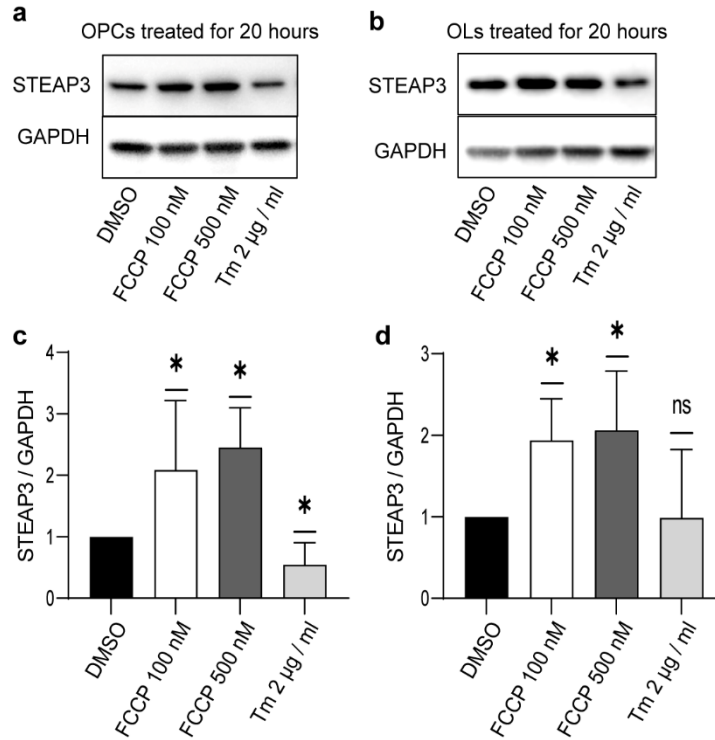 a
OPCs treated for 20 hours
STEAP3
GAPDH
DMSO
FCCP 100 nM
FCCP 500 nM
Tm 2 µg / ml
b
OLs treated for 20 hours
STEAP3
GAPDH
DMSO
FCCP 100 nM
FCCP 500 nM
Tm 2 µg / ml
c
STEAP3 / GAPDH
4
3
2
1
0
*
*
*
DMSO
FCCP 100 nM
FCCP 500 nM
Tm 2 µg / ml
d
STEAP3 / GAPDH
3
2
1
0
*
*
ns
DMSO
FCCP 100 nM
FCCP 500 nM
Tm 2 µg / ml